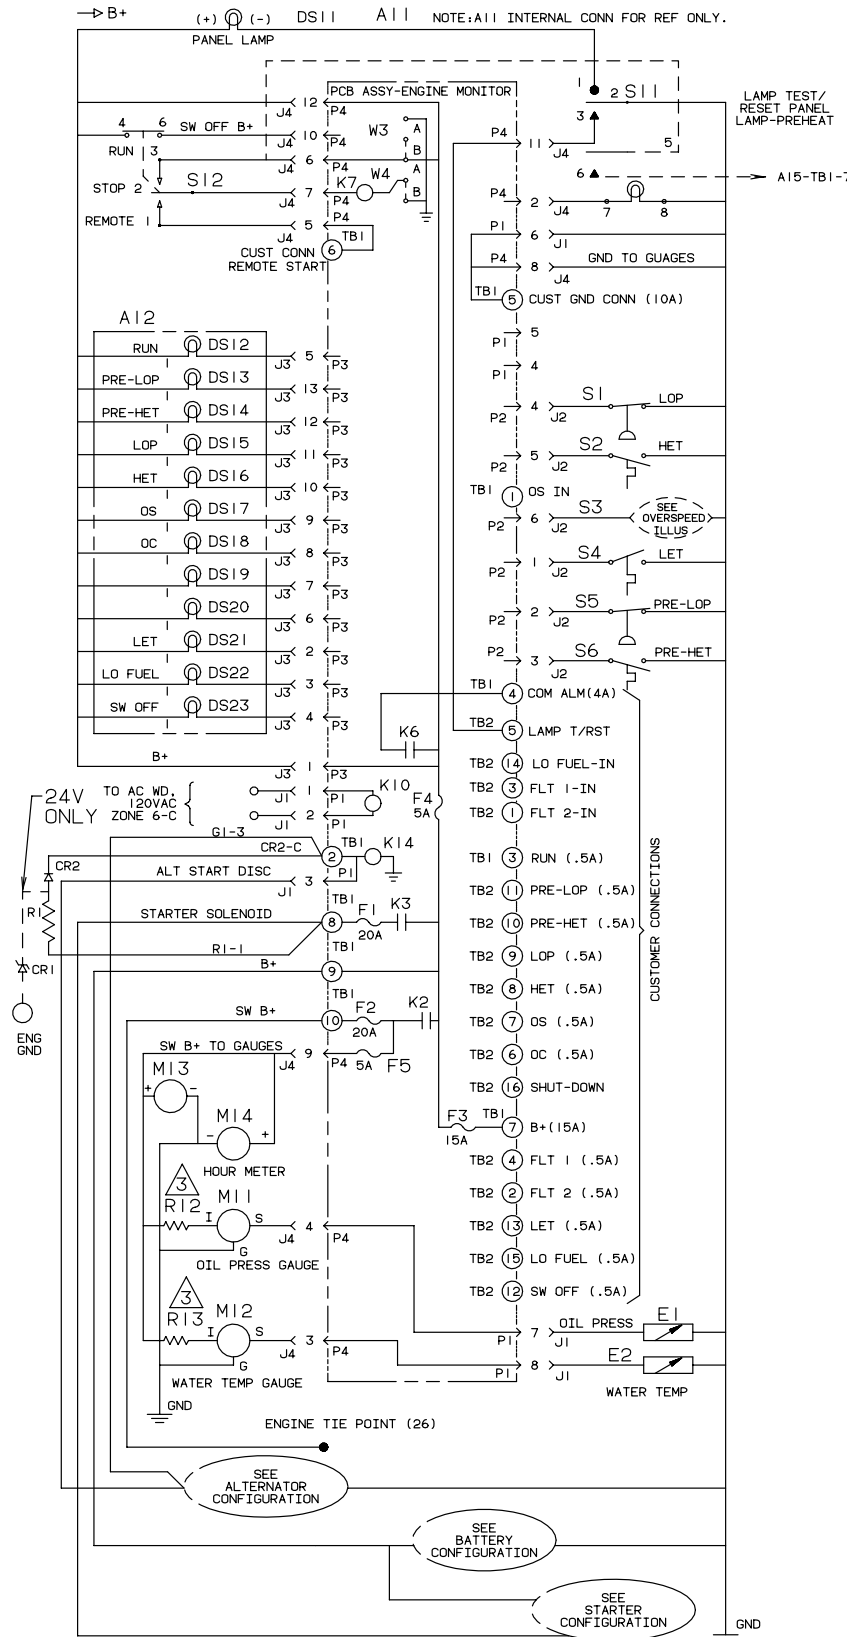 B+
(+) (-) DS11 A11 NOTE:A11 INTERNAL CONN FOR REF ONLY.
PANEL LAMP
PCB ASSY-ENGINE MONITOR
1
2 S11
3
LAMP TEST/
RESET PANEL
LAMP-PREHEAT
12
J4 P4
4 6 SW OFF B+
10
J4 P4
W3 A
B
P4 11 J4
5
RUN 3
6
J4 P4
6
A15-TB1-7
STOP 2 S12
7
J4 P4
K7 W4 A
B
P4 2 J4 7 8
REMOTE 1
5
J4 P4
TB1
P1 6 J1
CUST CONN 6
REMOTE START
P4 8 J4 GND TO GUAGES
TB1 5 CUST GND CONN (10A)
A12
P1 5
P1 4
RUN DS12 J3 5 P3
PRE-LOP DS13 J3 13 P3
PRE-HET DS14 J3 12 P3
LOP DS15 J3 11 P3
HET DS16 J3 10 P3
OS DS17 J3 9 P3
OC DS18 J3 8 P3
DS19 J3 7 P3
DS20 J3 6 P3
LET DS21 J3 2 P3
LO FUEL DS22 J3 3 P3
SW OFF DS23 J3 4 P3
B+ J3 1 P3
P2 4 J2 S1 LOP
P2 5 J2 S2 HET
TB1 1 OS IN
P2 6 J2 S3 SEE
OVERSPEED
ILLUS
P2 1 J2 S4 LET
P2 2 J2 S5 PRE-LOP
P2 3 J2 S6 PRE-HET
TB1 4 COM ALM(4A)
TB2 5 LAMP T/RST
K6
TB2 14 LO FUEL-IN
TB2 3 FLT 1-IN
TB2 1 FLT 2-IN
TB1 3 RUN (.5A)
TB2 11 PRE-LOP (.5A)
TB2 10 PRE-HET (.5A)
TB2 9 LOP (.5A)
TB2 8 HET (.5A)
TB2 7 OS (.5A)
TB2 6 OC (.5A)
TB2 16 SHUT-DOWN
TB1 7 B+(15A)
TB2 4 FLT 1 (.5A)
TB2 2 FLT 2 (.5A)
TB2 13 LET (.5A)
TB2 15 LO FUEL (.5A)
TB2 12 SW OFF (.5A)
CUSTOMER CONNECTIONS
24V
ONLY
TO AC WD.
120VAC
ZONE 6-C
J1 1 P1 K10
J1 2 P1
F4
5A
G1-3
CR2-C 2 TB1 K14
CR2
ALT START DISC J1 3 P1
R1
STARTER SOLENOID TB1 8 F1 20A K3
R1-1
TB1
CR1
B+ 9
TB1
SW B+ 10 F2 20A K2
ENG
GND
SW B+ TO GAUGES J4 9 P4 5A F5
M13
+ -
M14
- +
HOUR METER
F3
15A
3
R12 I M11 S J4 4 P4
G
OIL PRESS GAUGE
3
R13 I M12 S J4 3 P4
G
WATER TEMP GAUGE
GND
P1 7 J1 OIL PRESS E1
P1 8 J1 E2
WATER TEMP
ENGINE TIE POINT (26)
SEE
ALTERNATOR
CONFIGURATION
SEE
BATTERY
CONFIGURATION
SEE
STARTER
CONFIGURATION
GND